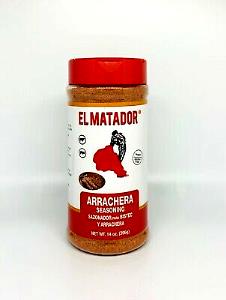 EL MATADOR®
ARRACHERA
SEASONING
SAZONADOR PARA BISTEC
Y ARRACHERA
NET WT. 14 oz.